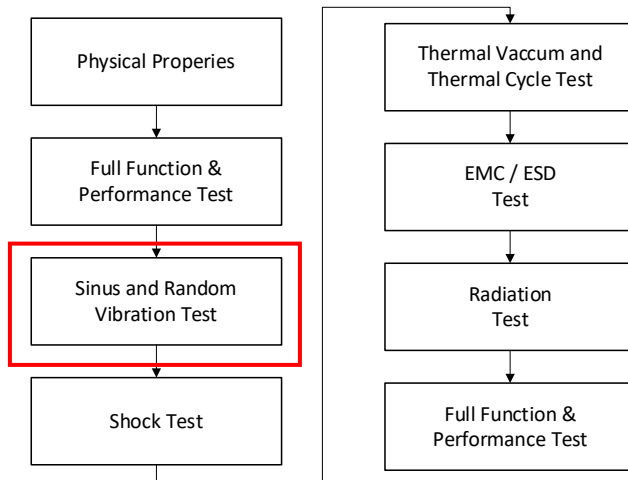 Physical Properies
Full Function &
Performance Test
Sinus and Random
Vibration Test
Shock Test
Thermal Vaccum and
Thermal Cycle Test
EMC / ESD
Test
Radiation
Test
Full Function &
Performance Test